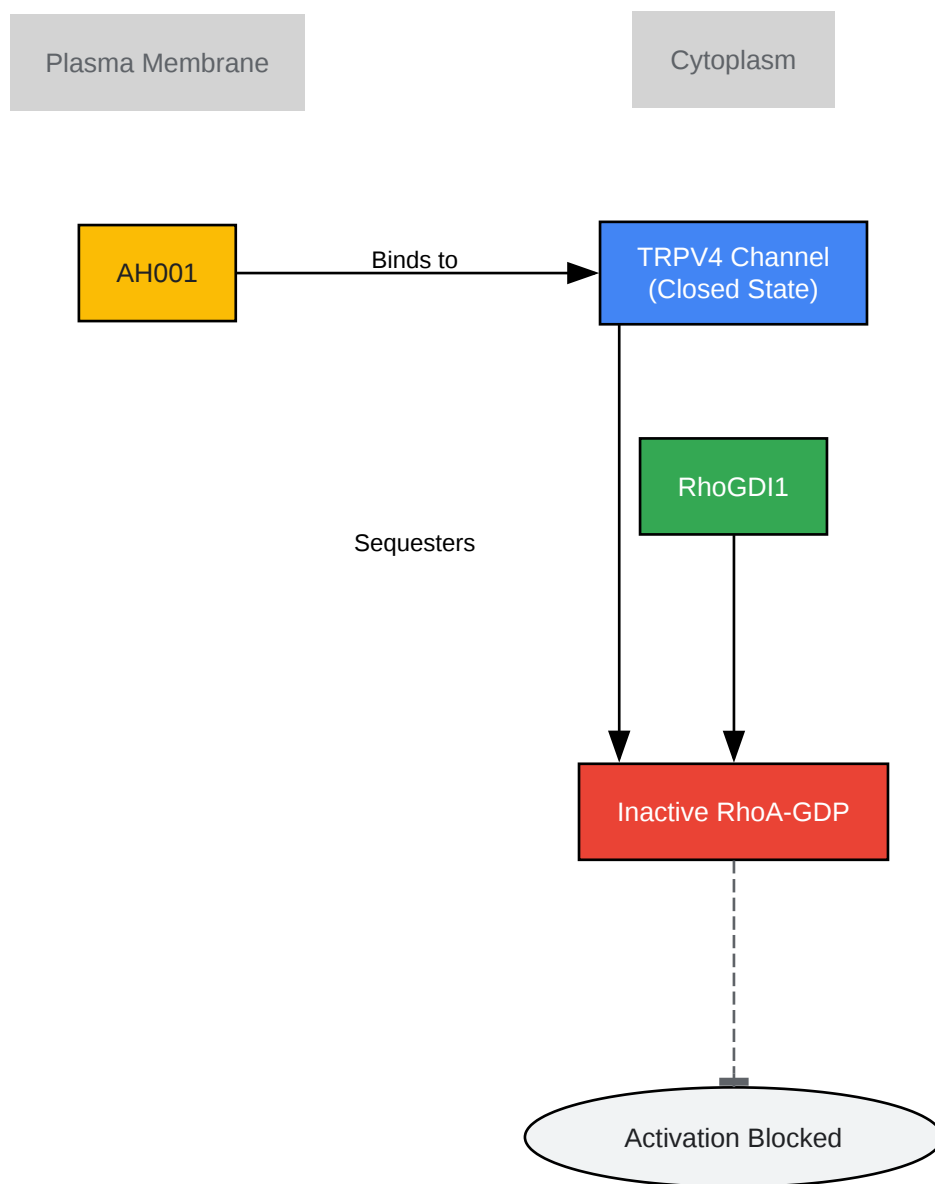 Plasma Membrane
Cytoplasm
AH001
Binds to
TRPV4 Channel
(Closed State)
RhoGDI1
Sequesters
Inactive RhoA-GDP
Activation Blocked